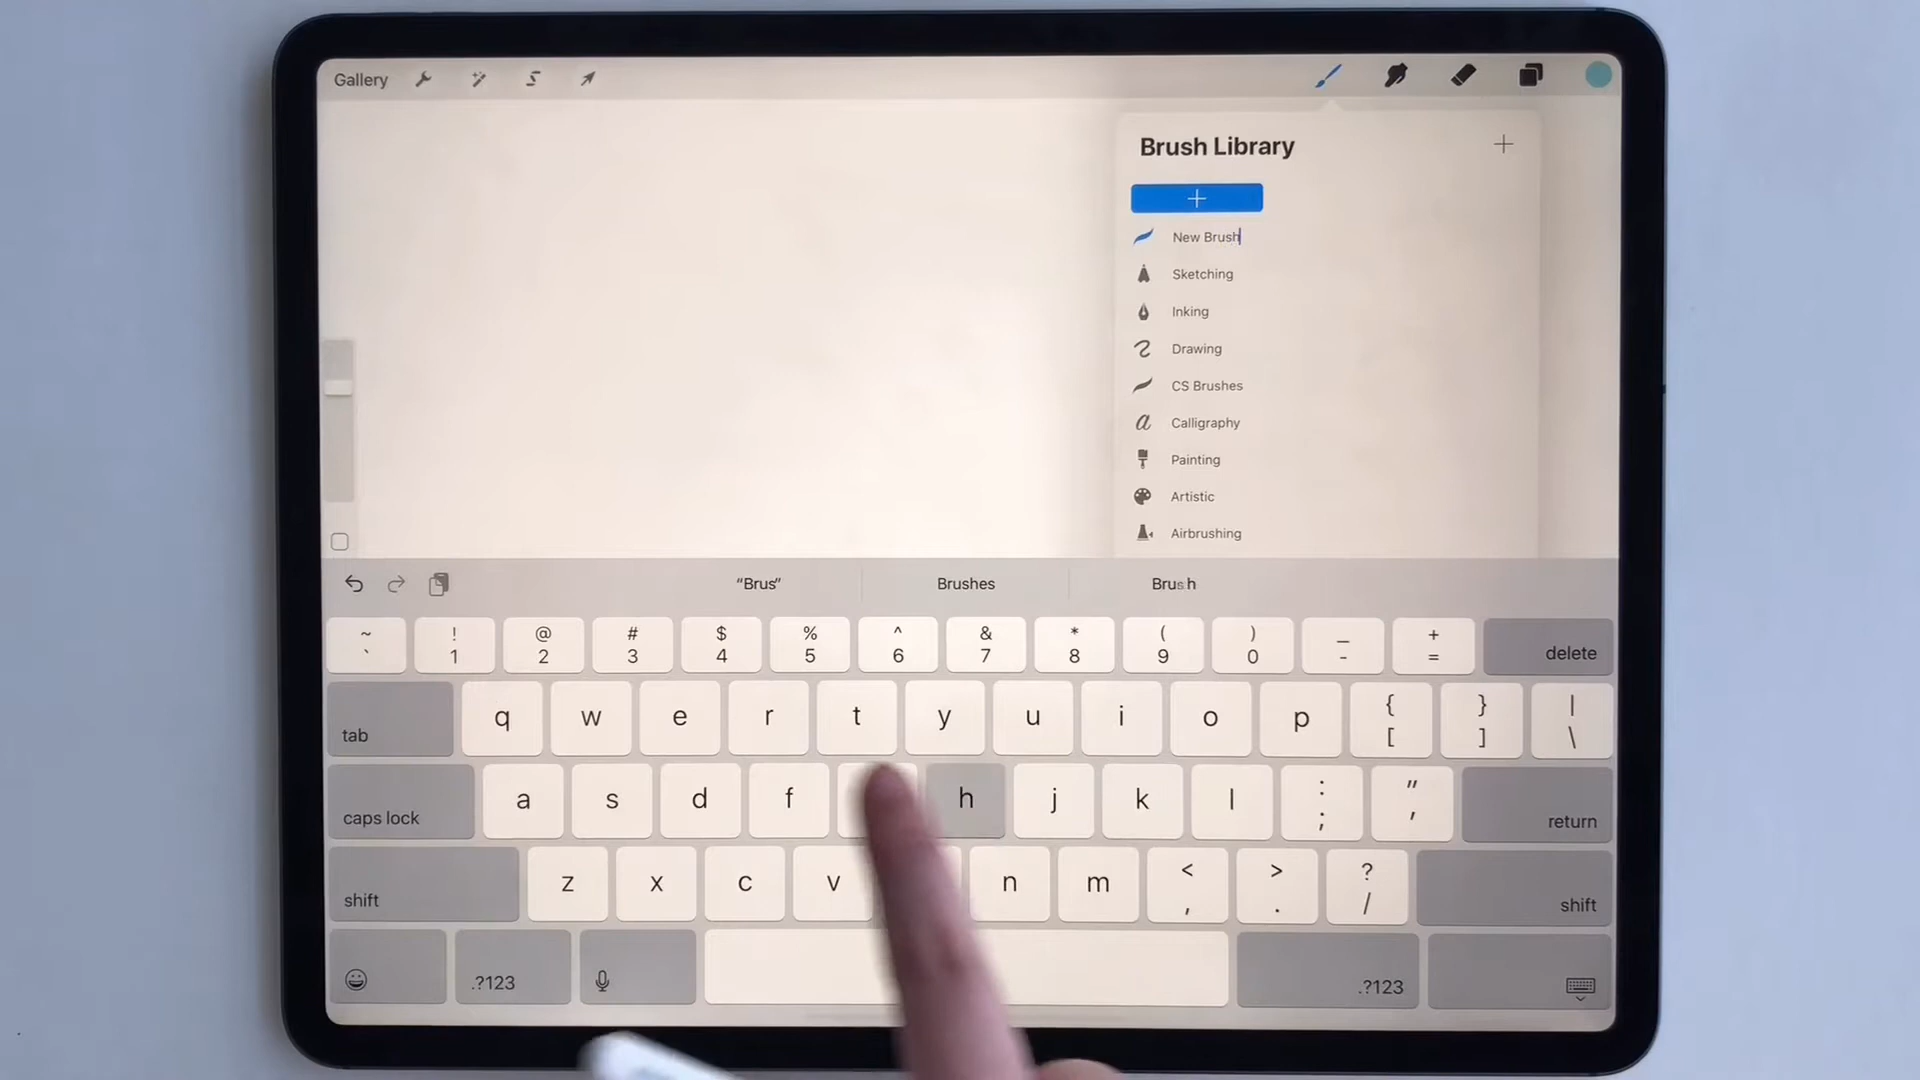 Gallery
Brush Library
New Brush
Sketching
Inking
Drawing
CS Brushes
Calligraphy
Painting
Artistic
Airbrushing
“Brus” Brushes Brush
~ ! @ # $ % ^ & * ( ) _ +
` 1 2 3 4 5 6 7 8 9 0 - = delete
tab q w e r t y u i o p { [ } ] | \
caps lock a s d f h j k l : ; " ' return
shift z x c v n m < , > . ? / shift
.?123 .?123